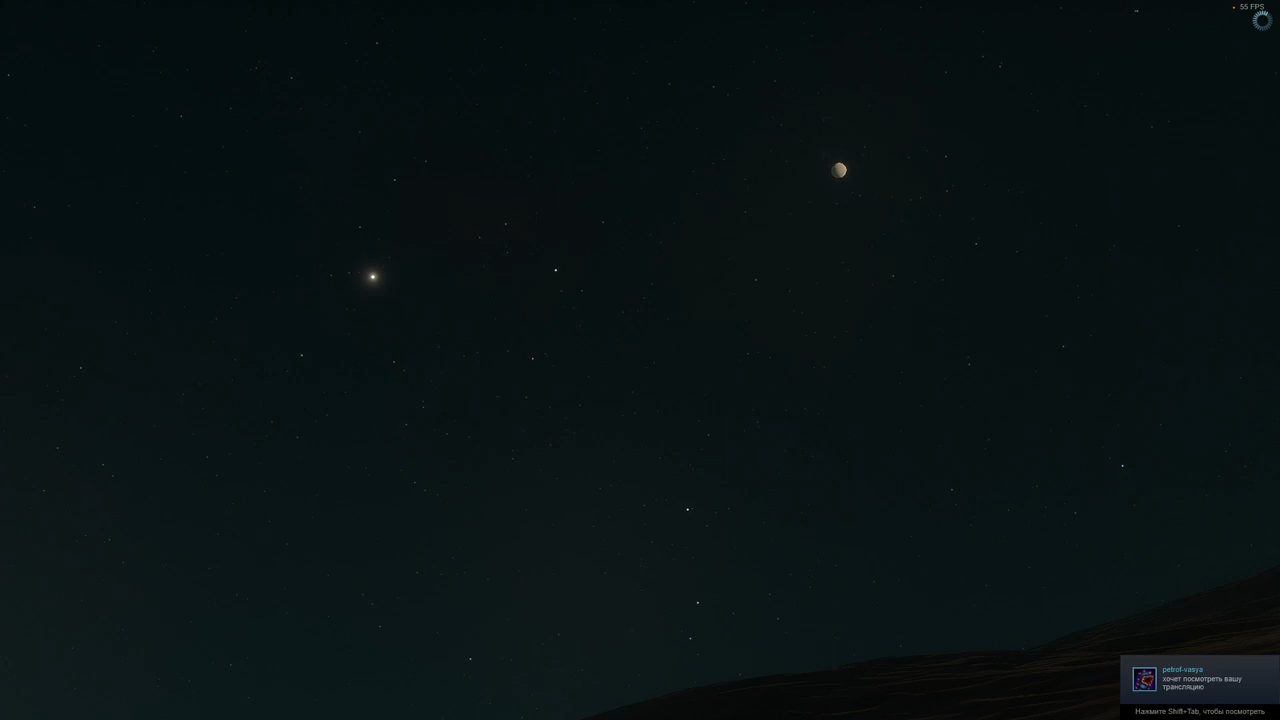 55 FPS
petrof-vasya
хочет посмотреть вашу
трансляцию
Нажмите Shift+Tab, чтобы посмотреть